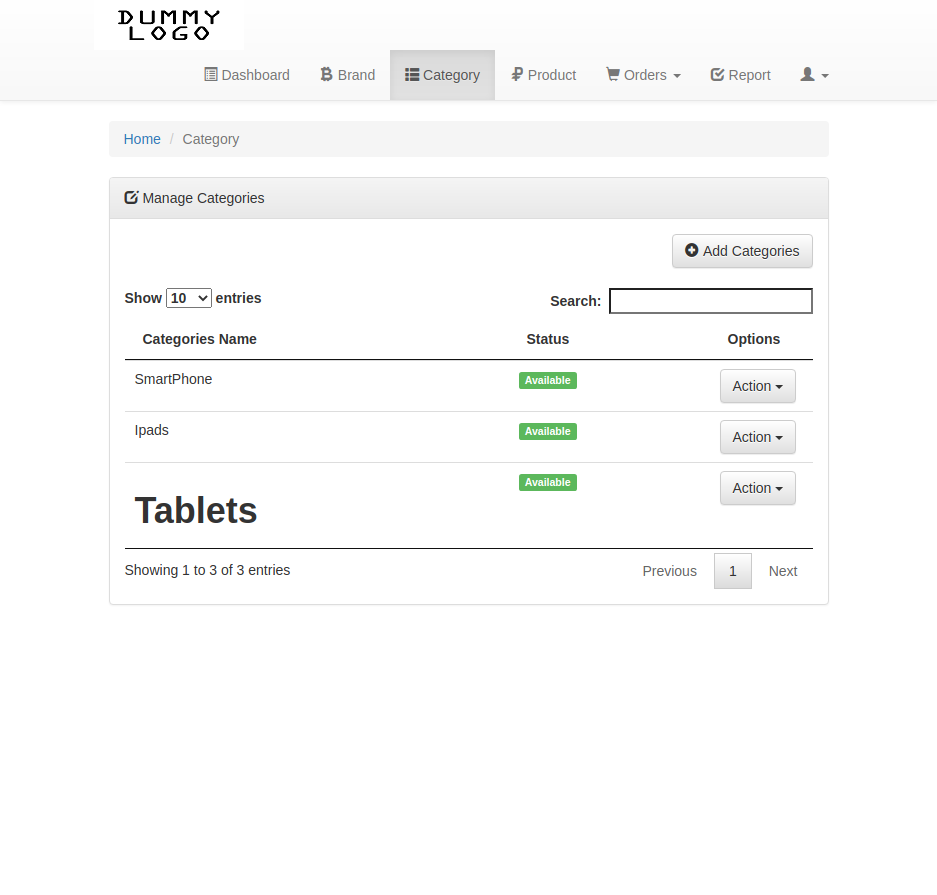 DUMMY
LOGO
Dashboard Brand Category Product Orders Report
Home / Category
Manage Categories
Add Categories
Show 10 entries Search:
Categories Name Status Options
SmartPhone Available Action
Ipads Available Action
Tablets Available Action
Showing 1 to 3 of 3 entries Previous 1 Next